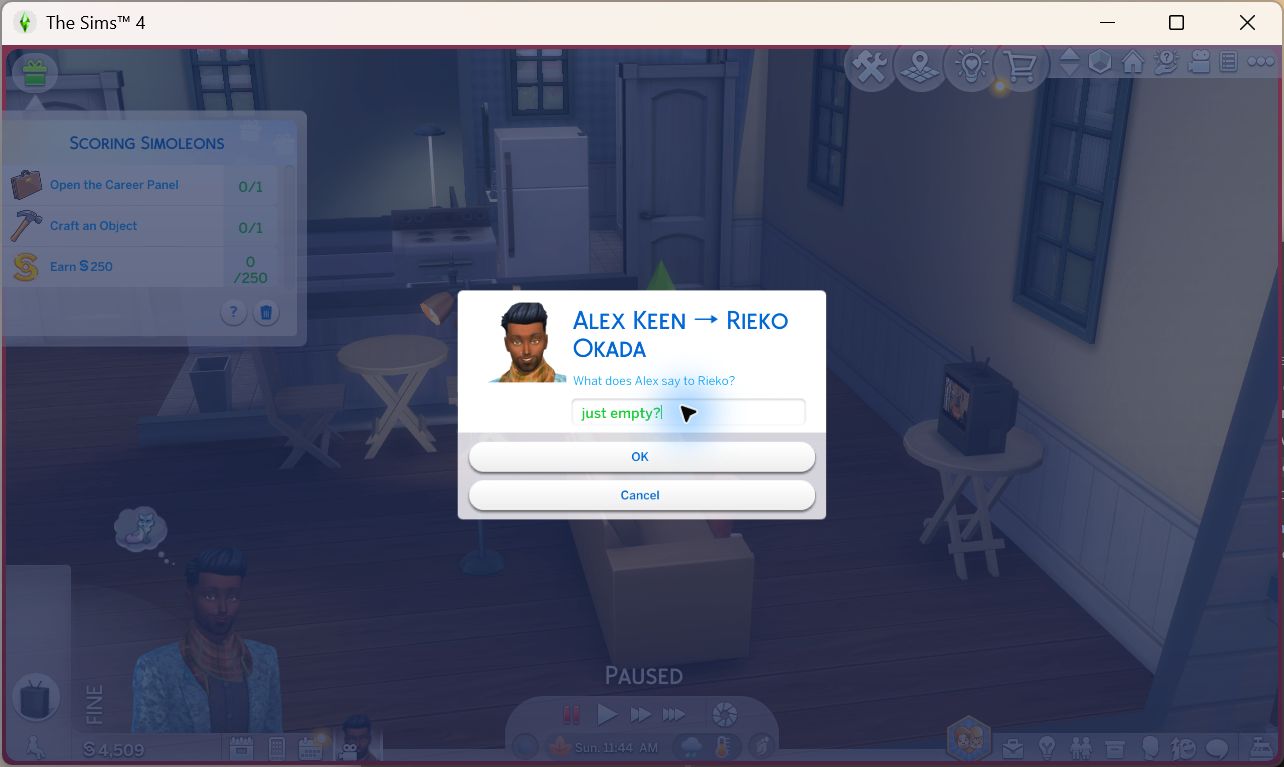 The Sims™ 4
SCORING SIMOLEONS
Open the Career Panel 0/1
Craft an Object 0/1
Earn §250 0
/250
?
ALEX KEEN → RIEKO
OKADA
What does Alex say to Rieko?
just empty?
OK
Cancel
PAUSED
FINE
§4,509
Sun. 11:44 AM